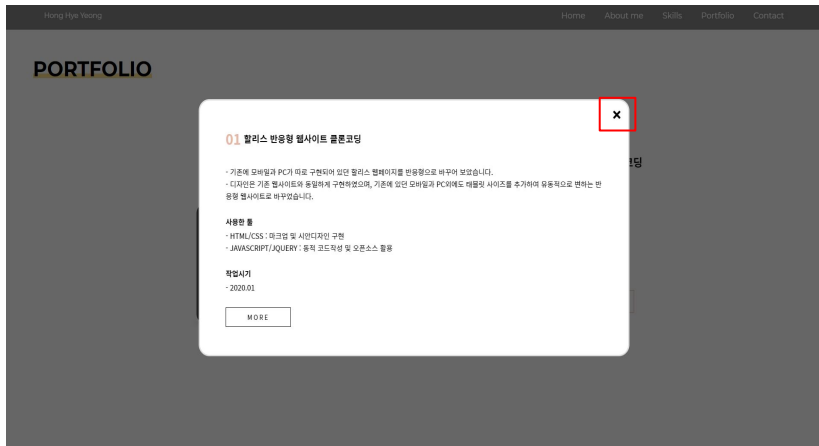 Hong Hye Yeong
Home About me Skills Portfolio Contact
PORTFOLIO
01 할리스 반응형 웹사이트 클론코딩
- 기존에 모바일과 PC가 따로 구현되어 있던 할리스 웹페이지를 반응형으로 바꾸어 보았습니다.
- 디자인은 기존 웹사이트와 동일하게 구현하였으며, 기존에 있던 모바일과 PC외에도 태블릿 사이즈를 추가하여 유동적으로 변하는 반
응형 웹사이트로 바꾸었습니다.
사용한 툴
- HTML/CSS : 마크업 및 시안디자인 구현
- JAVASCRIPT/JQUERY : 동적 코드작성 및 오픈소스 활용
작업시기
- 2020.01
MORE